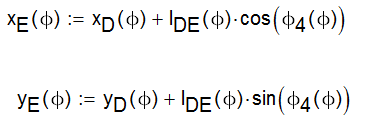 x_E(ϕ) := x_D(ϕ) + l_DE(ϕ)·cos(ϕ_4(ϕ))
y_E(ϕ) := y_D(ϕ) + l_DE(ϕ)·sin(ϕ_4(ϕ))